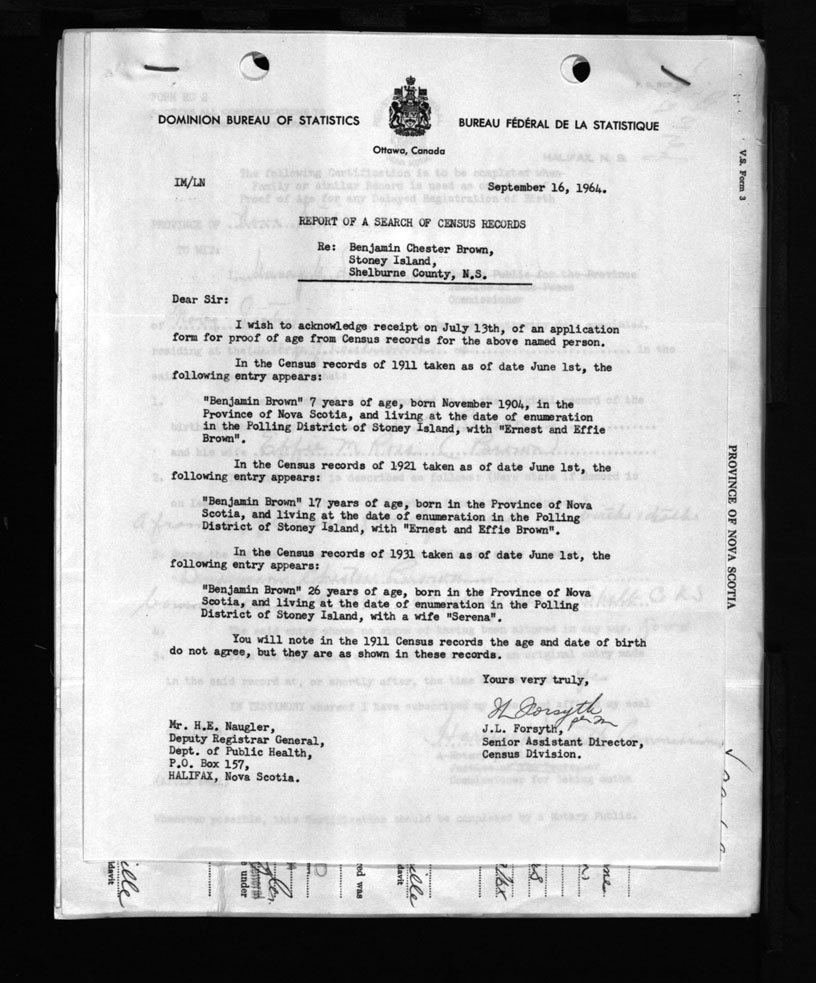 DOMINION BUREAU OF STATISTICS
BUREAU FÉDÉRAL DE LA STATISTIQUE
Ottawa, Canada
IM/LN
September 16, 1964.
REPORT OF A SEARCH OF CENSUS RECORDS
Re: Benjamin Chester Brown,
Stoney Island,
Shelburne County, N.S.
Dear Sir:
I wish to acknowledge receipt on July 13th, of an application
form for proof of age from Census records for the above named person.
In the Census records of 1911 taken as of date June 1st, the
following entry appears:
"Benjamin Brown" 7 years of age, born November 1904, in the
Province of Nova Scotia, and living at the date of enumeration
in the Polling District of Stoney Island, with "Ernest and Effie
Brown".
In the Census records of 1921 taken as of date June 1st, the
following entry appears:
"Benjamin Brown" 17 years of age, born in the Province of Nova
Scotia, and living at the date of enumeration in the Polling
District of Stoney Island, with "Ernest and Effie Brown".
In the Census records of 1931 taken as of date June 1st, the
following entry appears:
"Benjamin Brown" 26 years of age, born in the Province of Nova
Scotia, and living at the date of enumeration in the Polling
District of Stoney Island, with a wife "Serena".
You will note in the 1911 Census records the age and date of birth
do not agree, but they are as shown in these records.
Yours very truly,
JL Forsyth
per
J.L. Forsyth,
Senior Assistant Director,
Census Division.
Mr. H.E. Naugler,
Deputy Registrar General,
Dept. of Public Health,
P.O. Box 157,
HALIFAX, Nova Scotia.
V.S. Form 3
PROVINCE OF NOVA SCOTIA
ville
davit
e under
red was
ville
davit